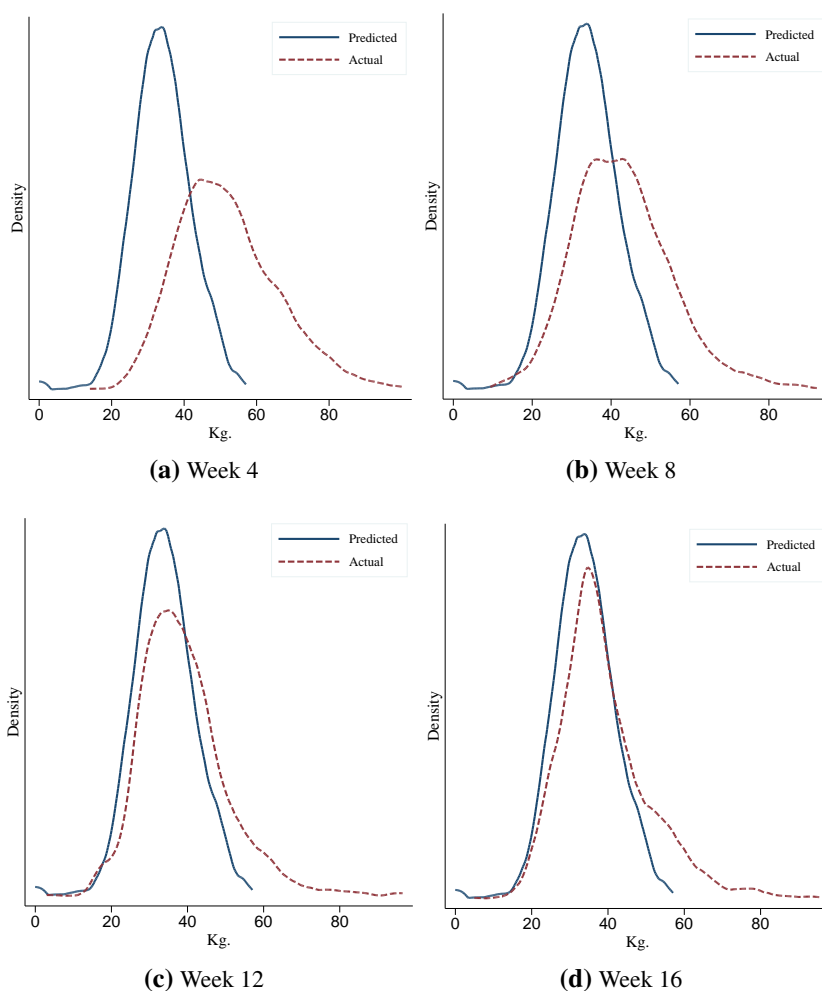 Predicted
Actual
Density
0 20 40 60 80
Kg.
(a) Week 4
Predicted
Actual
Density
0 20 40 60 80
Kg.
(b) Week 8
Predicted
Actual
Density
0 20 40 60 80
Kg.
(c) Week 12
Predicted
Actual
Density
0 20 40 60 80
Kg.
(d) Week 16